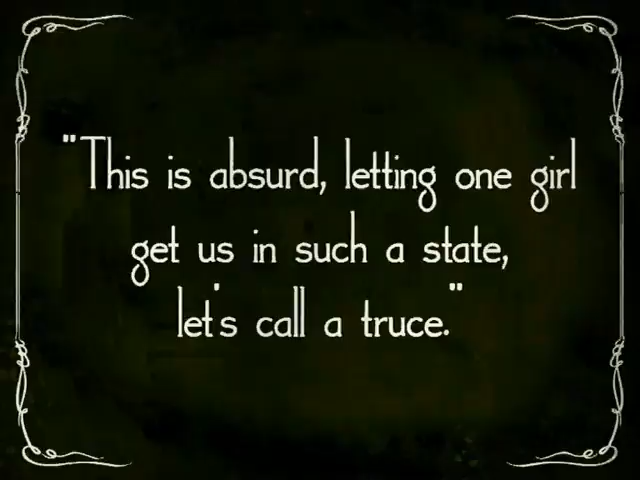 "This is absurd, letting one girl
get us in such a state,
let's call a truce."